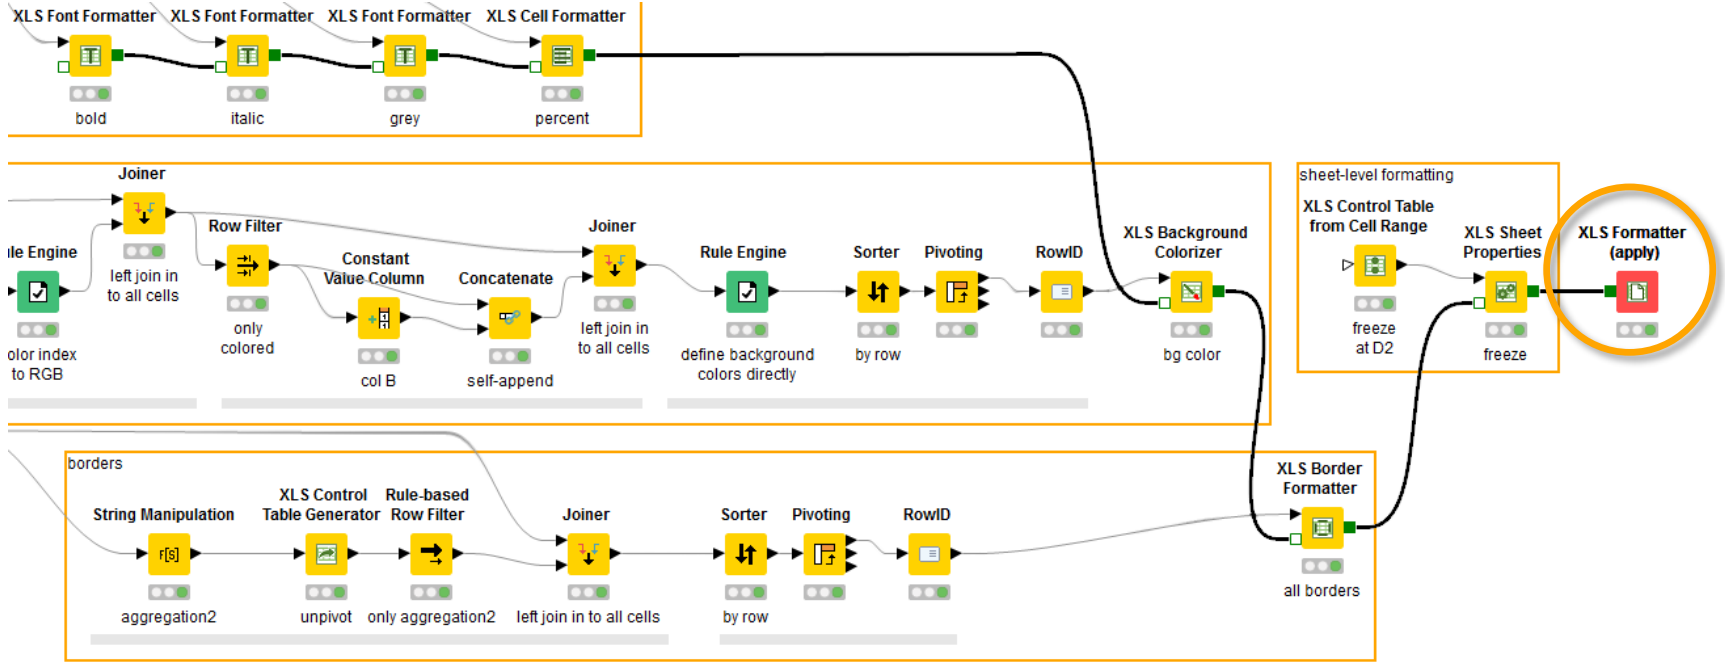 XLS Font Formatter XLS Font Formatter XLS Font Formatter XLS Cell Formatter
bold italic grey percent
Joiner
left join in
to all cells
ule Engine
olor index
to RGB
Row Filter
only
colored
Constant
Value Column
col B
Concatenate
self-append
Joiner
left join in
to all cells
Rule Engine
define background
colors directly
Sorter
by row
Pivoting
RowID
XLS Background
Colorizer
bg color
sheet-level formatting
XLS Control Table
from Cell Range
freeze
at D2
XLS Sheet
Properties
freeze
XLS Formatter
(apply)
borders
String Manipulation
r[s]
aggregation2
XLS Control
Table Generator
unpivot
Rule-based
Row Filter
only aggregation2
Joiner
left join in to all cells
Sorter
by row
Pivoting
RowID
XLS Border
Formatter
all borders